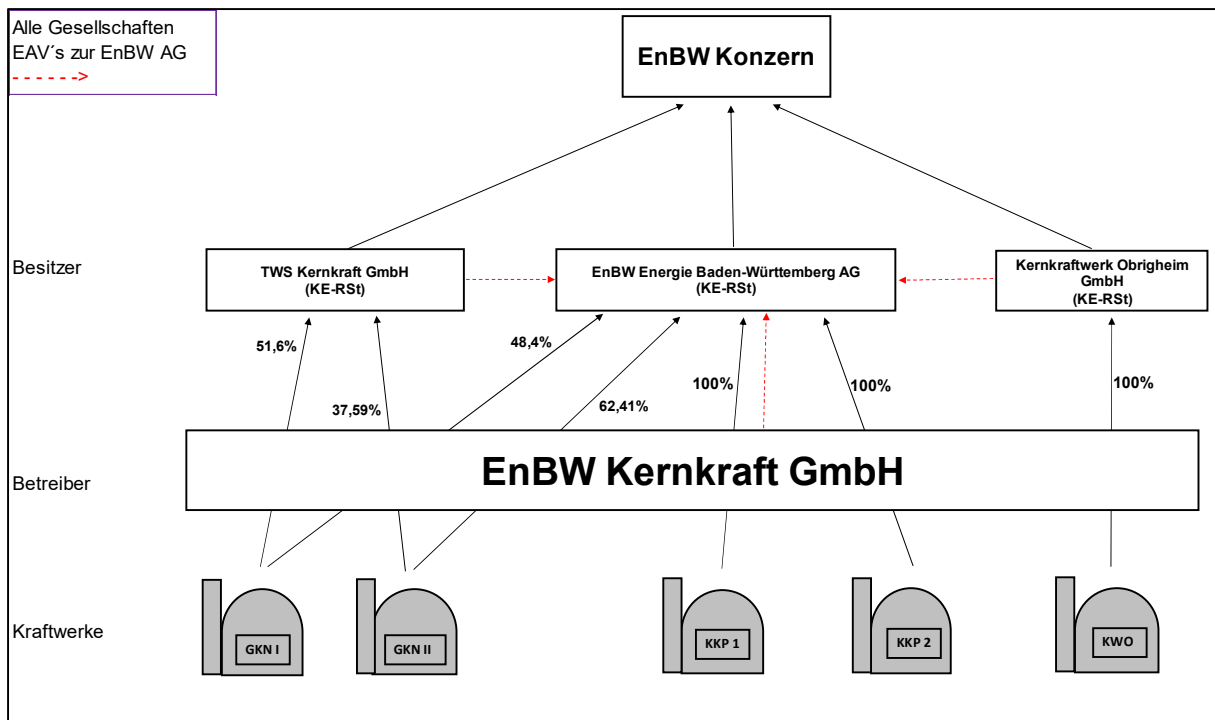 Alle Gesellschaften
EAV´s zur EnBW AG
- - - - - ->
EnBW Konzern
Besitzer
TWS Kernkraft GmbH
(KE-RSt)
EnBW Energie Baden-Württemberg AG
(KE-RSt)
Kernkraftwerk Obrigheim
GmbH
(KE-RSt)
51,6%
48,4%
37,59%
62,41%
100%
100%
100%
Betreiber
EnBW Kernkraft GmbH
Kraftwerke
GKN I
GKN II
KKP 1
KKP 2
KWO